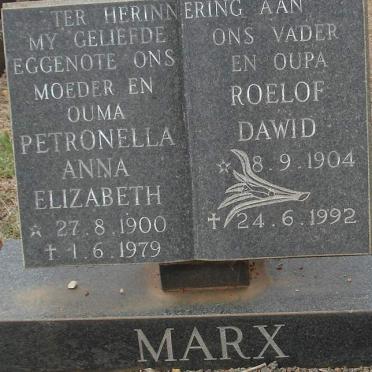 TER HERINNERING AAN
MY GELIEFDE
EGGENOTE ONS
MOEDER EN
OUMA
PETRONELLA
ANNA
ELIZABETH
☆ 27.8.1900
✝ 1.6.1979
ONS VADER
EN OUPA
ROELOF
DAWID
☆ 8.9.1904
✝ 24.6.1992
MARX